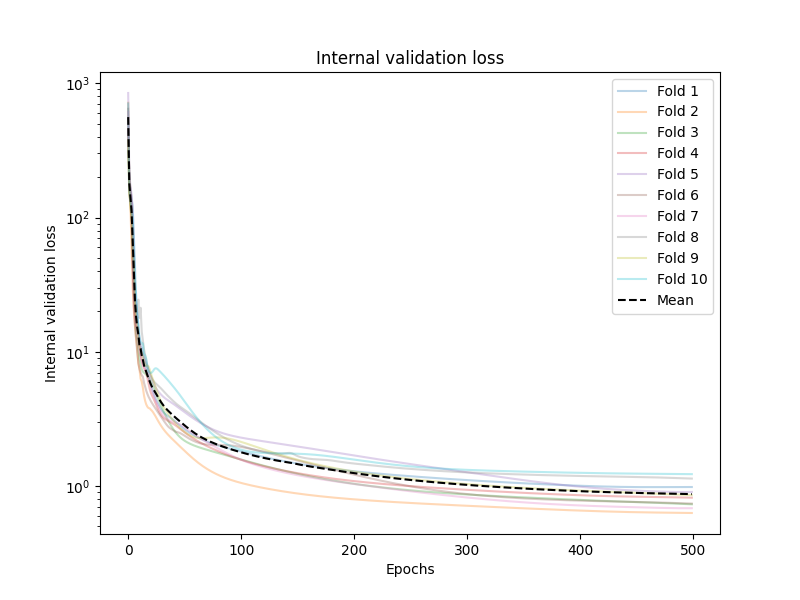 Internal validation loss
10³
10²
10¹
10⁰
Internal validation loss
0
100
200
300
400
500
Epochs
Fold 1
Fold 2
Fold 3
Fold 4
Fold 5
Fold 6
Fold 7
Fold 8
Fold 9
Fold 10
Mean